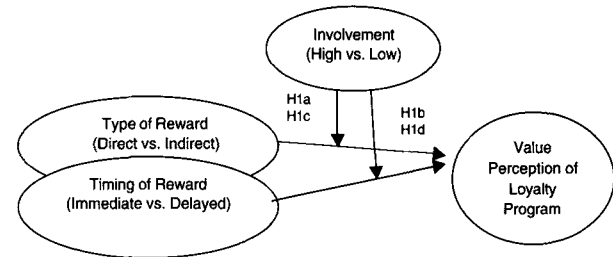 Involvement
(High vs. Low)
H1a
H1c
H1b
H1d
Type of Reward
(Direct vs. Indirect)
Timing of Reward
(Immediate vs. Delayed)
Value
Perception of
Loyalty
Program